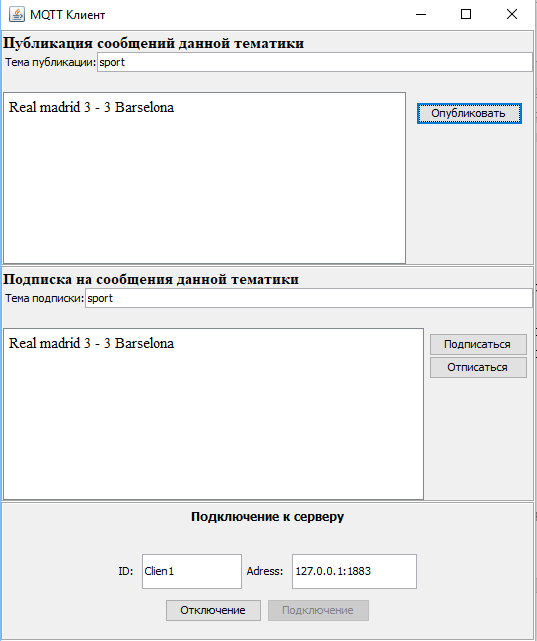 MQTT Клиент
Публикация сообщений данной тематики
Тема публикации: sport
Real madrid 3 - 3 Barselona
Опубликовать
Подписка на сообщения данной тематики
Тема подписки: sport
Real madrid 3 - 3 Barselona
Подписаться
Отписаться
Подключение к серверу
ID: Clien1 Adress: 127.0.0.1:1883
Отключение Подключение